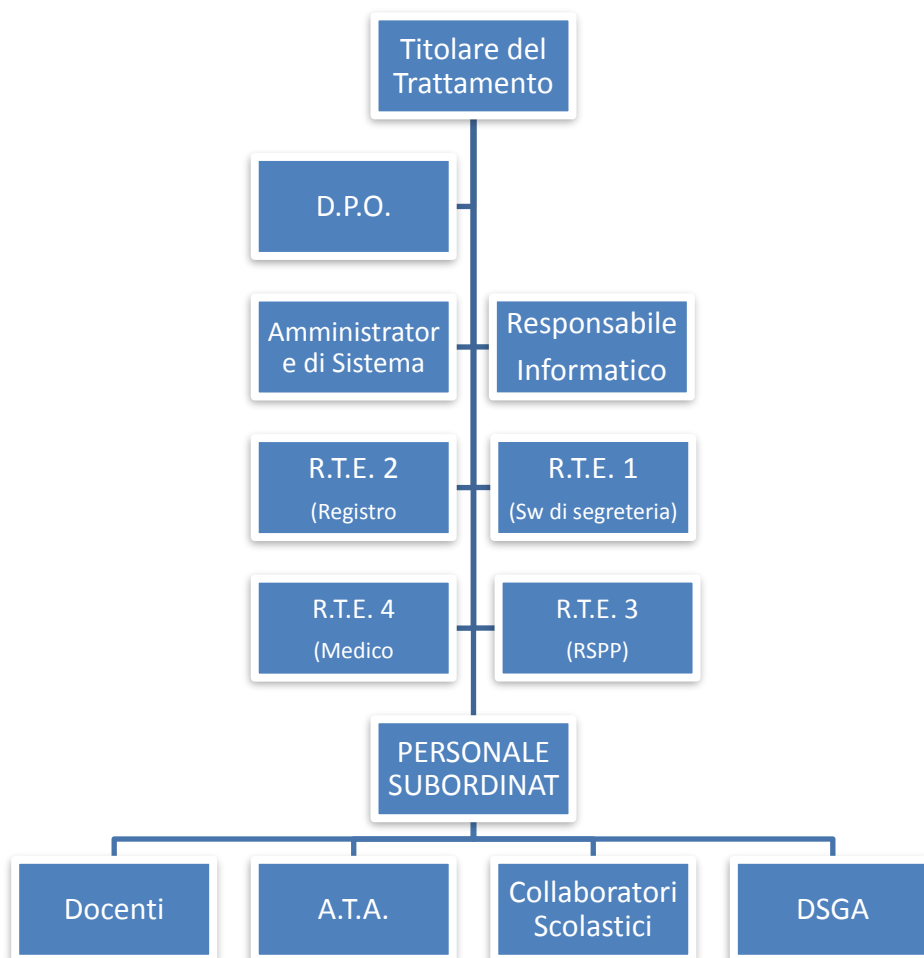 Titolare del
Trattamento
D.P.O.
Amministrator
e di Sistema
Responsabile
Informatico
R.T.E. 2
(Registro
R.T.E. 1
(Sw di segreteria)
R.T.E. 4
(Medico
R.T.E. 3
(RSPP)
PERSONALE
SUBORDINAT
Docenti
A.T.A.
Collaboratori
Scolastici
DSGA